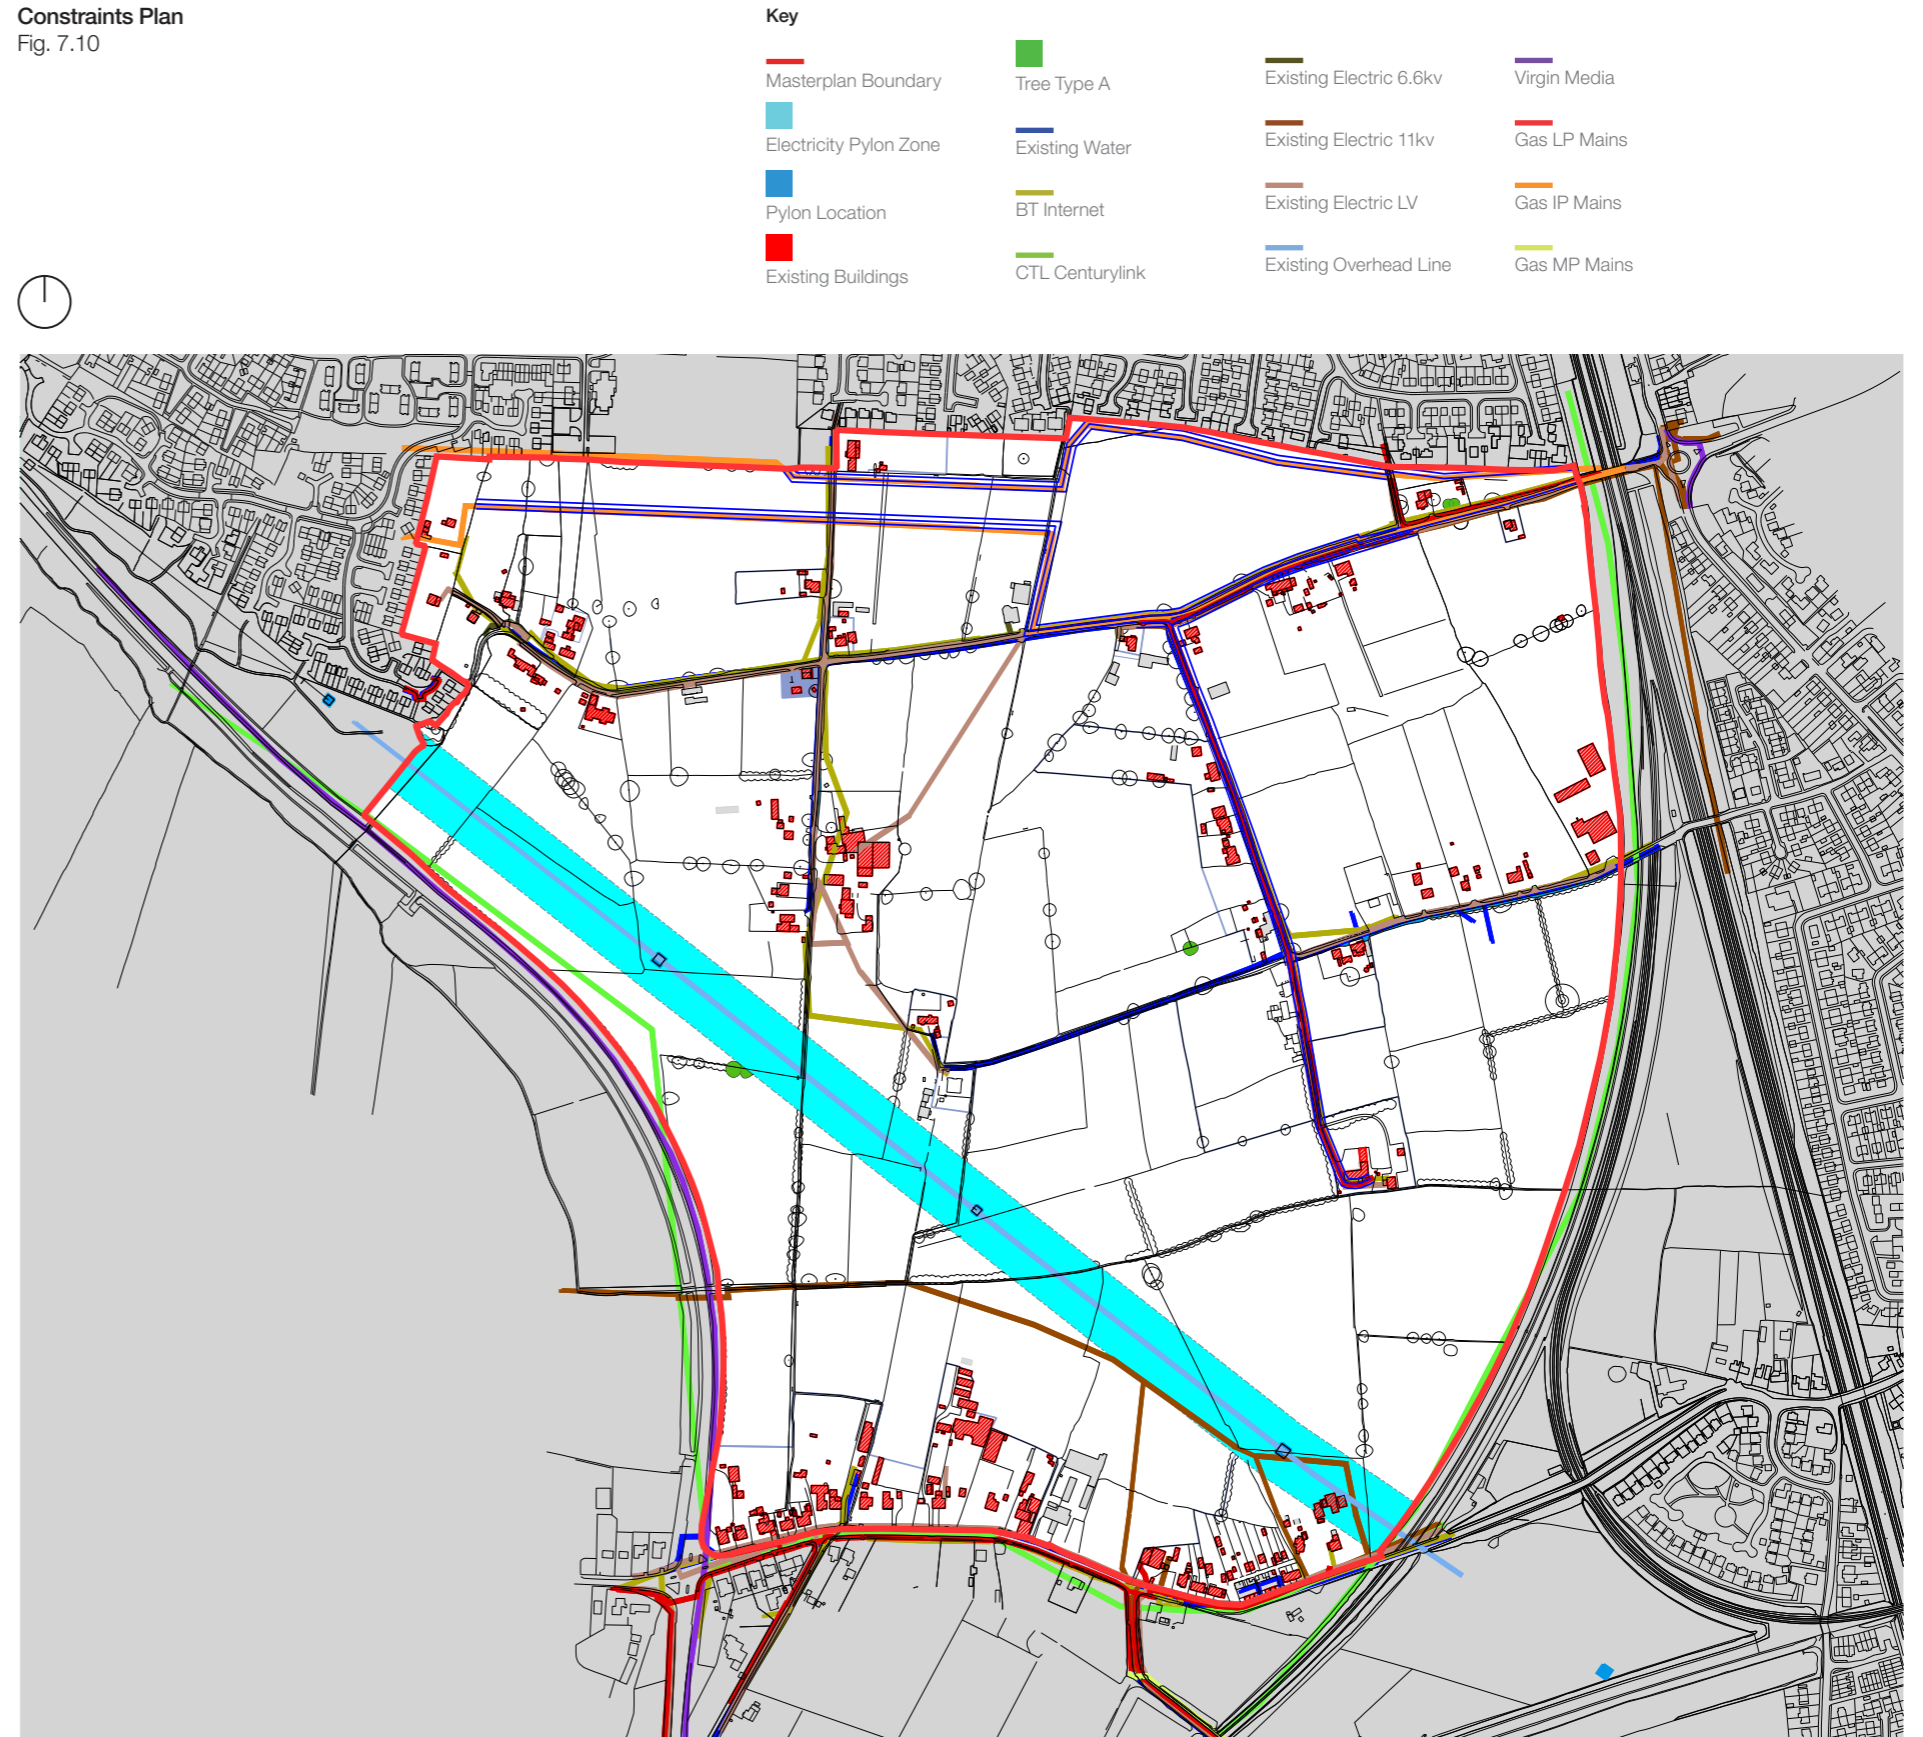 Constraints Plan
Fig. 7.10
Key
Masterplan Boundary
Electricity Pylon Zone
Pylon Location
Existing Buildings
Tree Type A
Existing Water
BT Internet
CTL Centurylink
Existing Electric 6.6kv
Existing Electric 11kv
Existing Electric LV
Existing Overhead Line
Virgin Media
Gas LP Mains
Gas IP Mains
Gas MP Mains